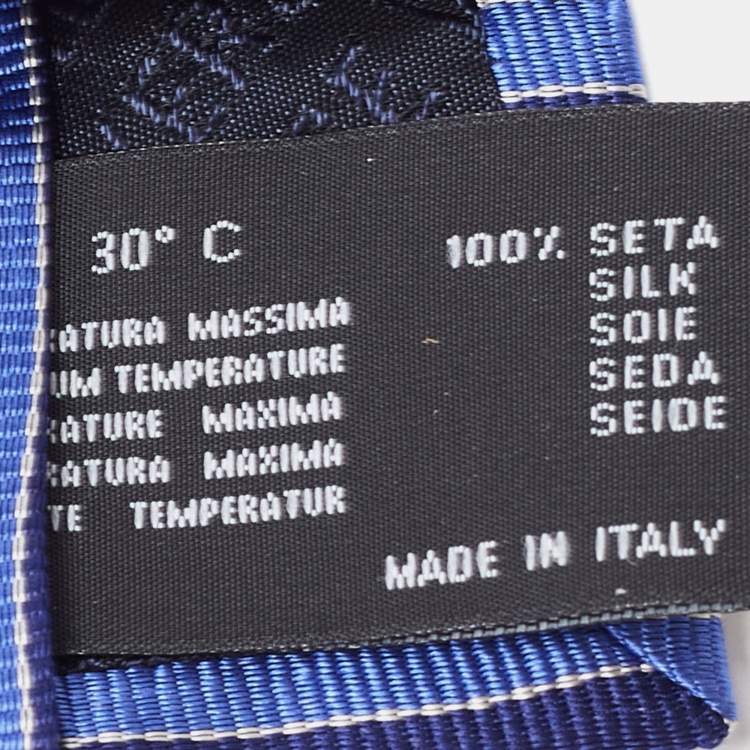 30° C
ATURA MASSIMA
UM TEMPERATURE
ATURE MAXIMA
ATURA MAXIMA
TE TEMPERATUR
100% SETA
SILK
SOIE
SEDA
SEIDE
MADE IN ITALY